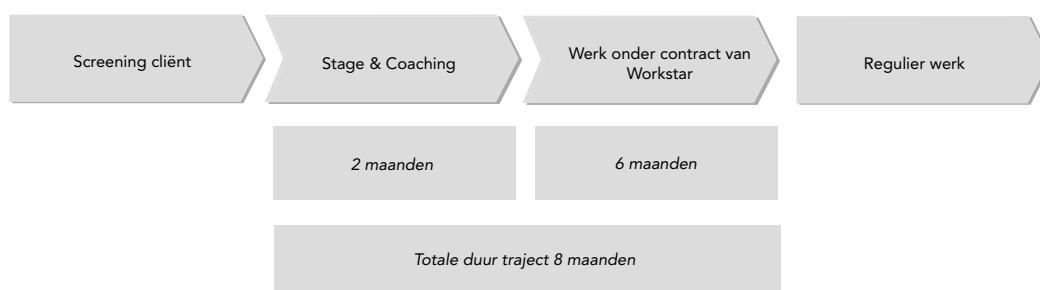 Screening cliënt
Stage & Coaching
Werk onder contract van
Workstar
Regulier werk
2 maanden
6 maanden
Totale duur traject 8 maanden